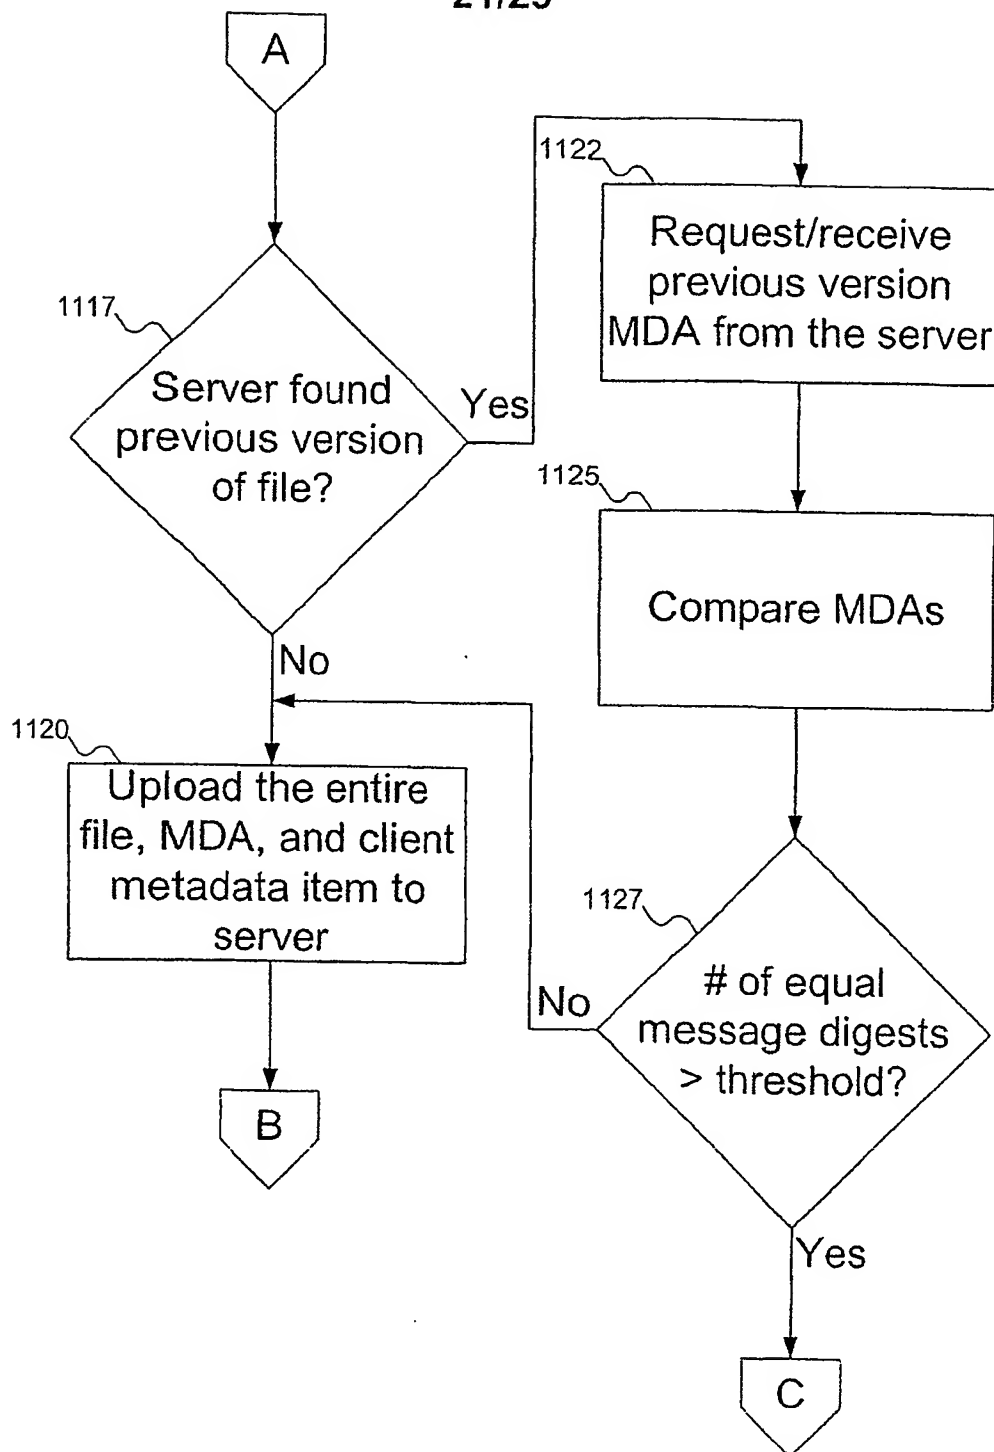 A
1117
Server found
previous version
of file?
Yes
1122
Request/receive
previous version
MDA from the server
1125
Compare MDAs
No
1120
Upload the entire
file, MDA, and client
metadata item to
server
B
1127
# of equal
message digests
> threshold?
No
Yes
C